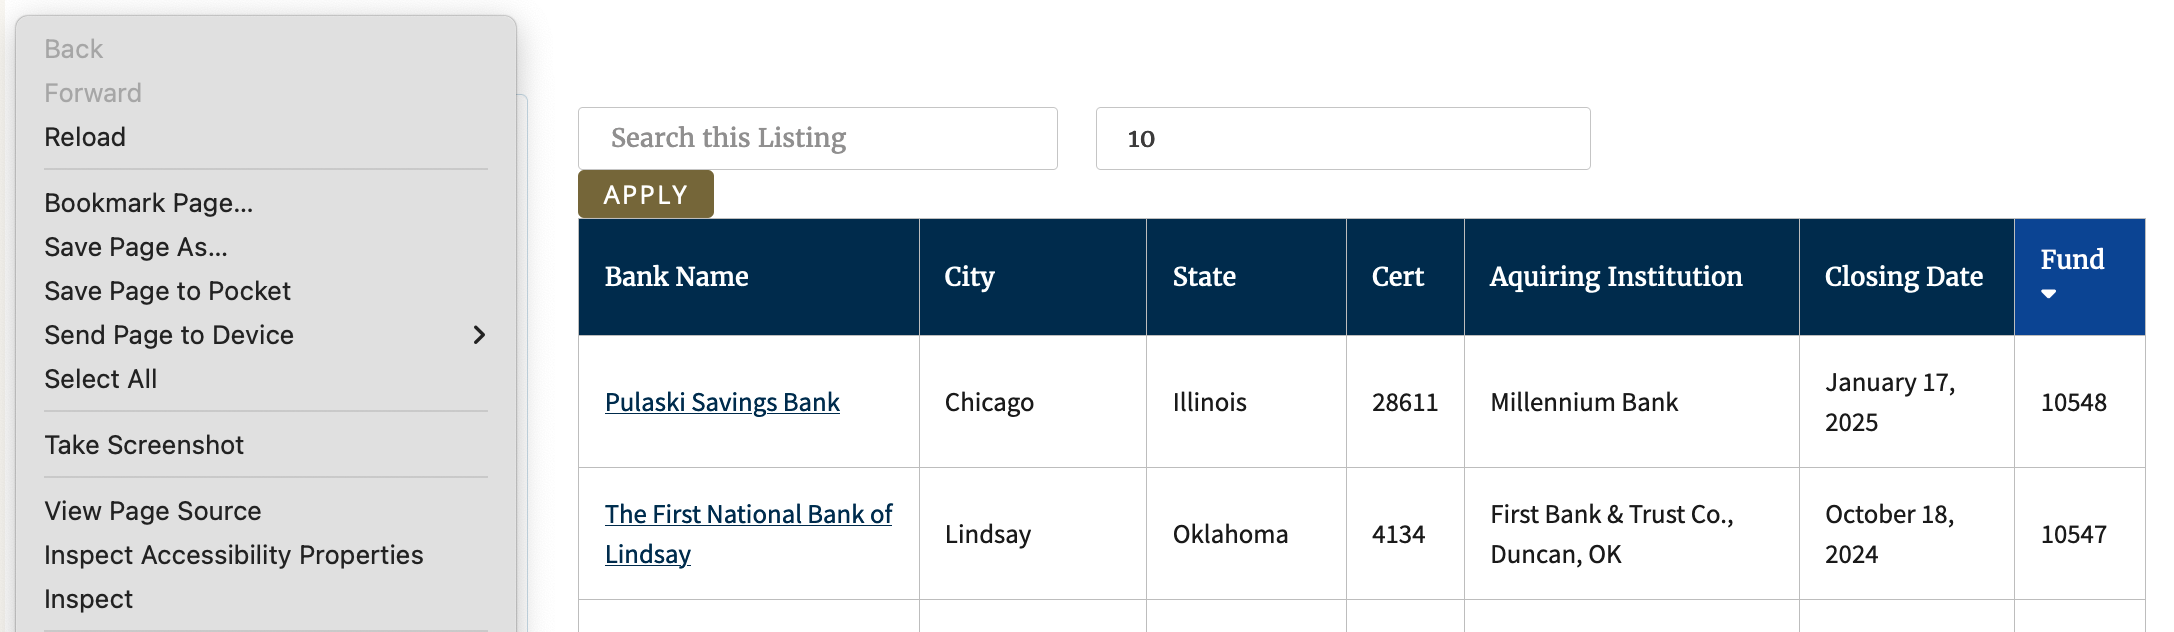 Back
Forward
Reload
Bookmark Page...
Save Page As...
Save Page to Pocket
Send Page to Device
Select All
Take Screenshot
View Page Source
Inspect Accessibility Properties
Inspect
Search this Listing
10
APPLY
Bank Name City State Cert Aquiring Institution Closing Date Fund
Pulaski Savings Bank Chicago Illinois 28611 Millennium Bank January 17,
2025 10548
The First National Bank of
Lindsay Lindsay Oklahoma 4134 First Bank & Trust Co.,
Duncan, OK October 18,
2024 10547